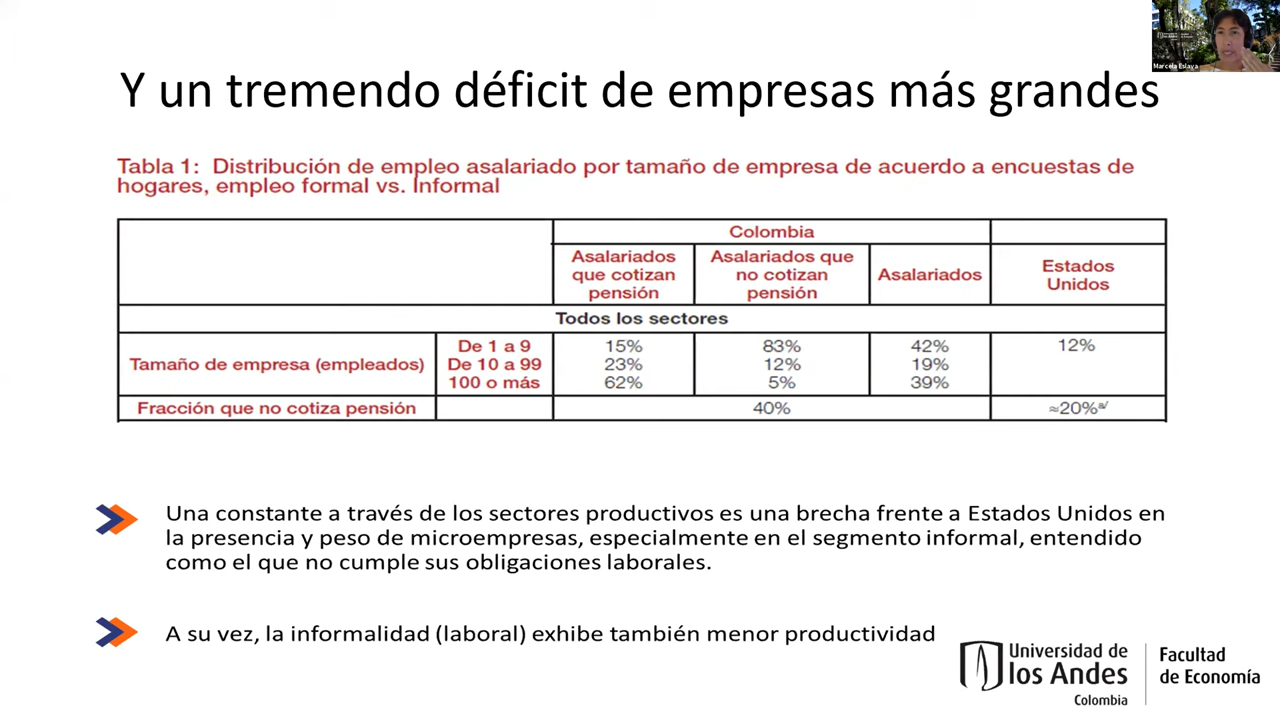 Marcela Eslava
Y un tremendo déficit de empresas más grandes
Tabla 1: Distribución de empleo asalariado por tamaño de empresa de acuerdo a encuestas de
hogares, empleo formal vs. Informal
Colombia
Asalariados que cotizan pensión
Asalariados que no cotizan pensión
Asalariados
Estados Unidos
Todos los sectores
Tamaño de empresa (empleados)
De 1 a 9 15% 83% 42% 12%
De 10 a 99 23% 12% 19%
100 o más 62% 5% 39%
Fracción que no cotiza pensión 40% ≈20%a/
Una constante a través de los sectores productivos es una brecha frente a Estados Unidos en
la presencia y peso de microempresas, especialmente en el segmento informal, entendido
como el que no cumple sus obligaciones laborales.
A su vez, la informalidad (laboral) exhibe también menor productividad
Universidad de
los Andes
Colombia
Facultad
de Economía